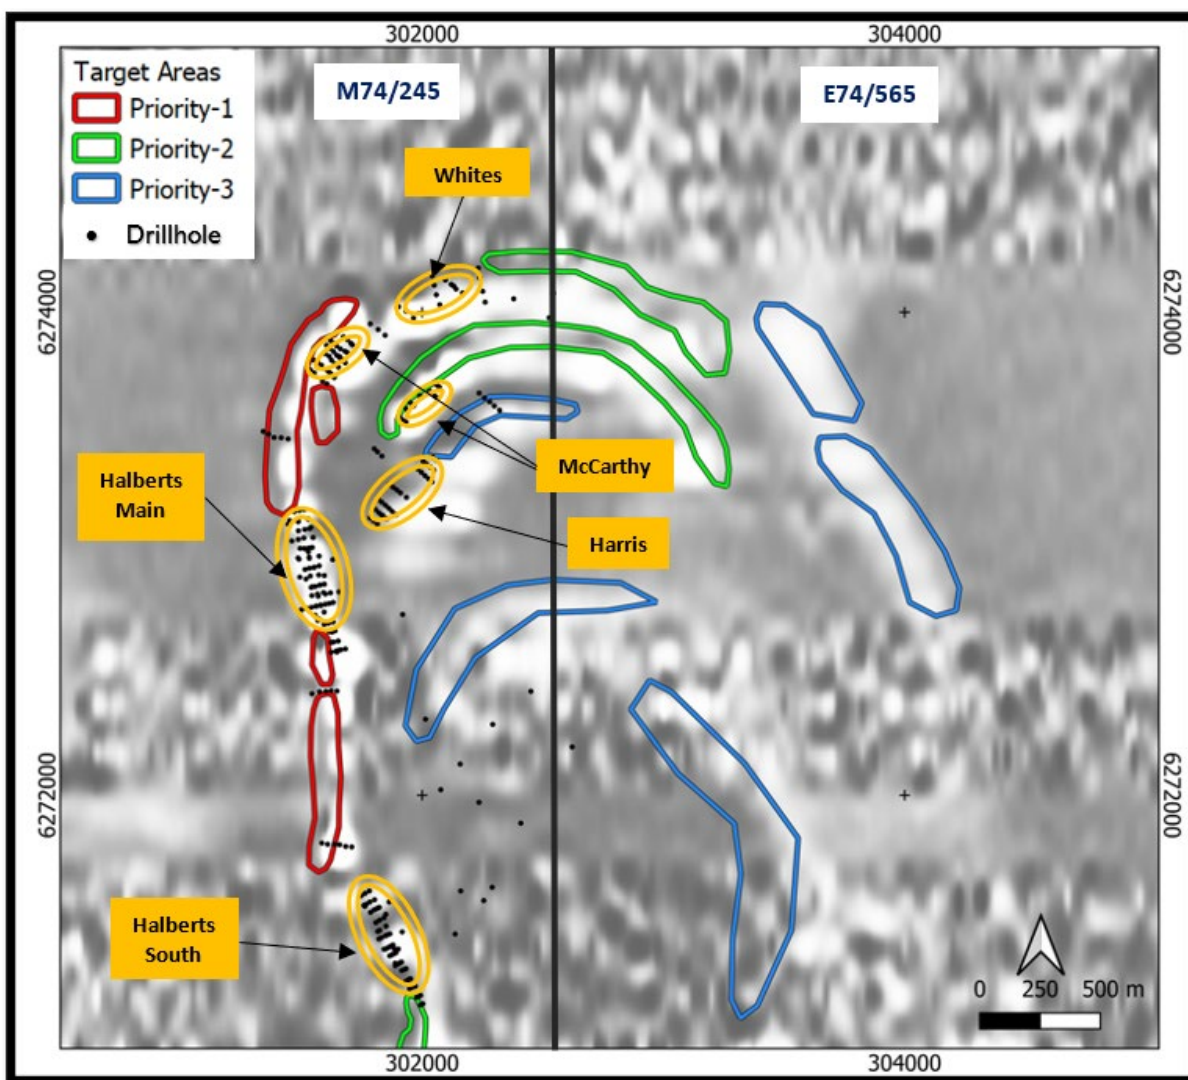 302000
304000
Target Areas
Priority-1
Priority-2
Priority-3
Drillhole
M74/245
E74/565
Whites
6274000
6274000
McCarthy
Halberts
Main
Harris
6272000
6272000
Halberts
South
0 250 500 m
302000
304000